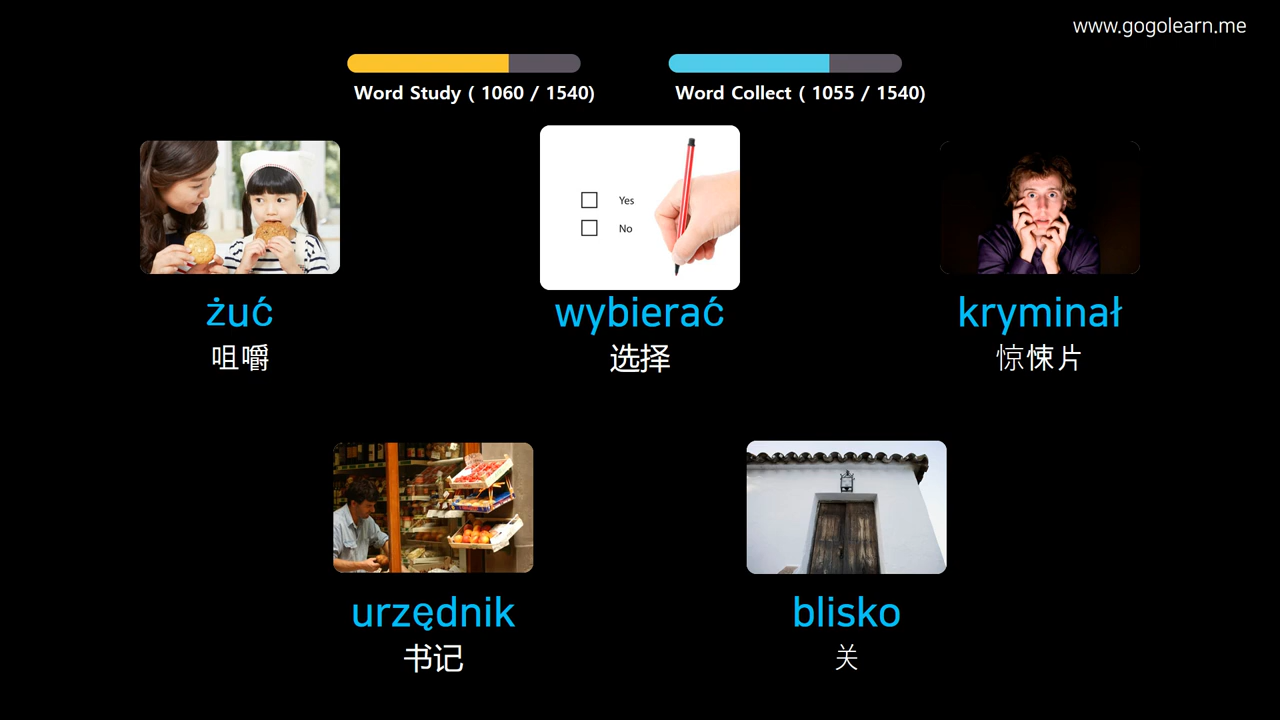 www.gogolearn.me
Word Study ( 1060 / 1540)
Word Collect ( 1055 / 1540)
Yes
No
żuć
咀嚼
wybierać
选择
kryminał
惊悚片
urzędnik
书记
blisko
关